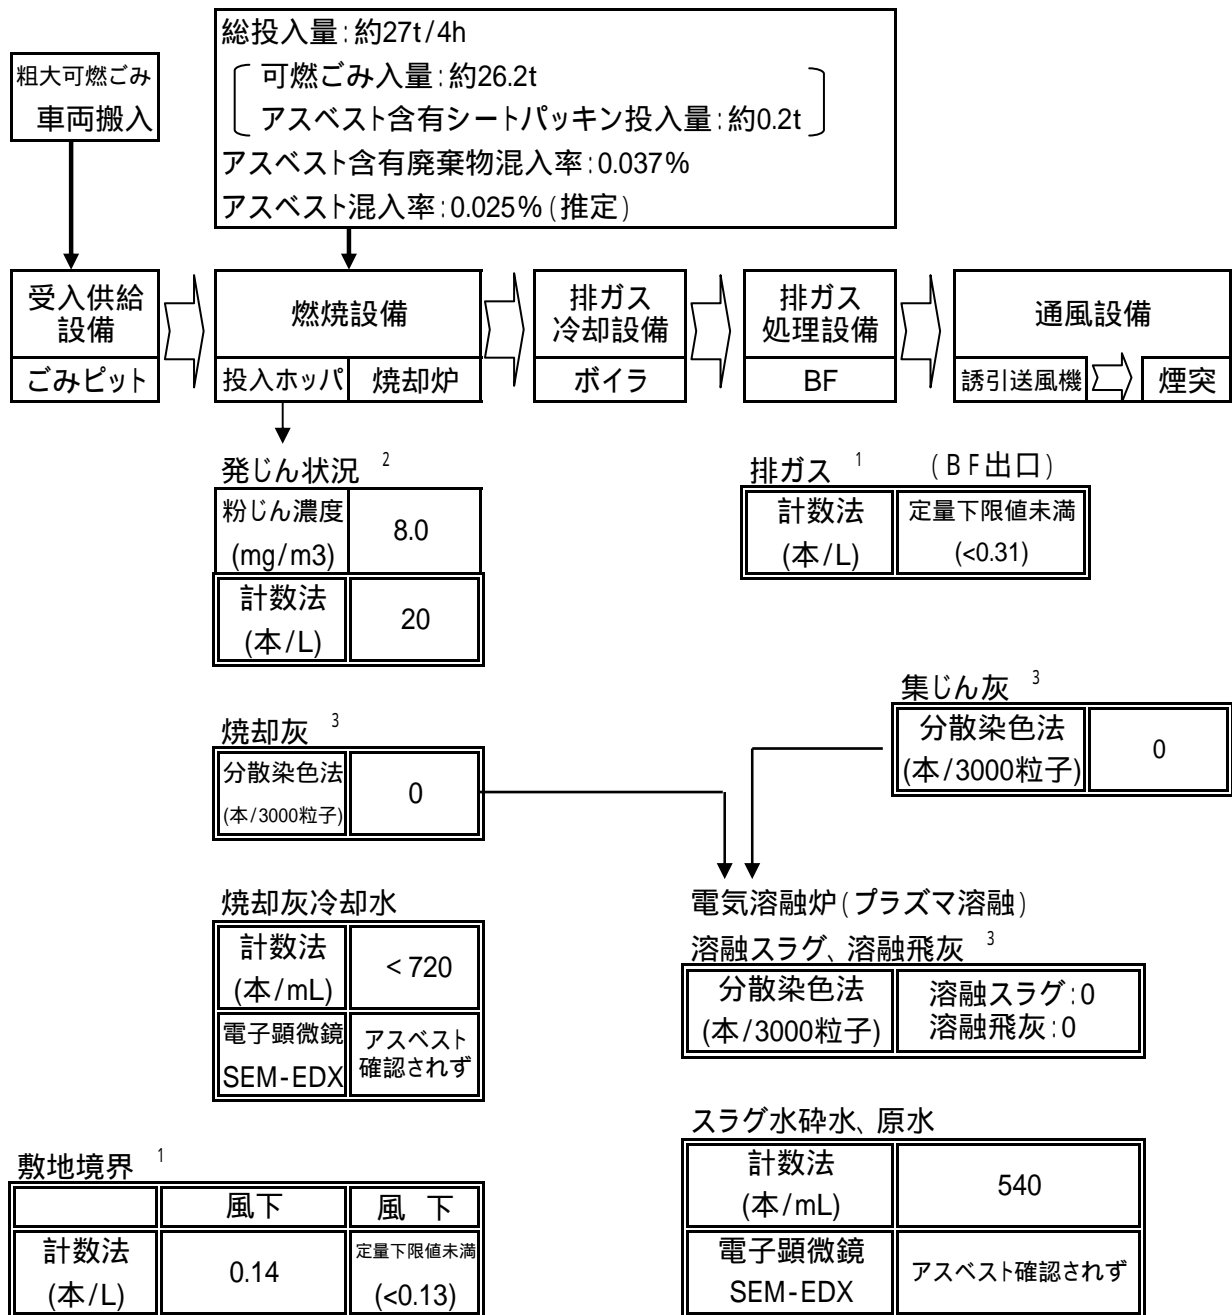 総投入量:約27t/4h
可燃ごみ入量:約26.2t
アスベスト含有シートパッキン投入量:約0.2t
アスベスト含有廃棄物混入率:0.037%
アスベスト混入率:0.025%(推定)
粗大可燃ごみ
車両搬入
受入供給
設備
ごみピット
燃焼設備
投入ホッパ 焼却炉
排ガス
冷却設備
ボイラ
排ガス
処理設備
BF
通風設備
誘引送風機 煙突
発じん状況 2
粉じん濃度
(mg/m3)
8.0
計数法
(本/L)
20
排ガス 1 (BF出口)
計数法
(本/L)
定量下限値未満
(<0.31)
集じん灰 3
分散染色法
(本/3000粒子)
0
焼却灰 3
分散染色法
(本/3000粒子)
0
焼却灰冷却水
計数法
(本/mL)
<720
電子顕微鏡
SEM-EDX
アスベスト
確認されず
電気溶融炉(プラズマ溶融)
溶融スラグ、溶融飛灰 3
分散染色法
(本/3000粒子)
溶融スラグ:0
溶融飛灰:0
スラグ水砕水、原水
計数法
(本/mL)
540
電子顕微鏡
SEM-EDX
アスベスト確認されず
敷地境界 1
風下 風 下
計数法
(本/L)
0.14
定量下限値未満
(<0.13)